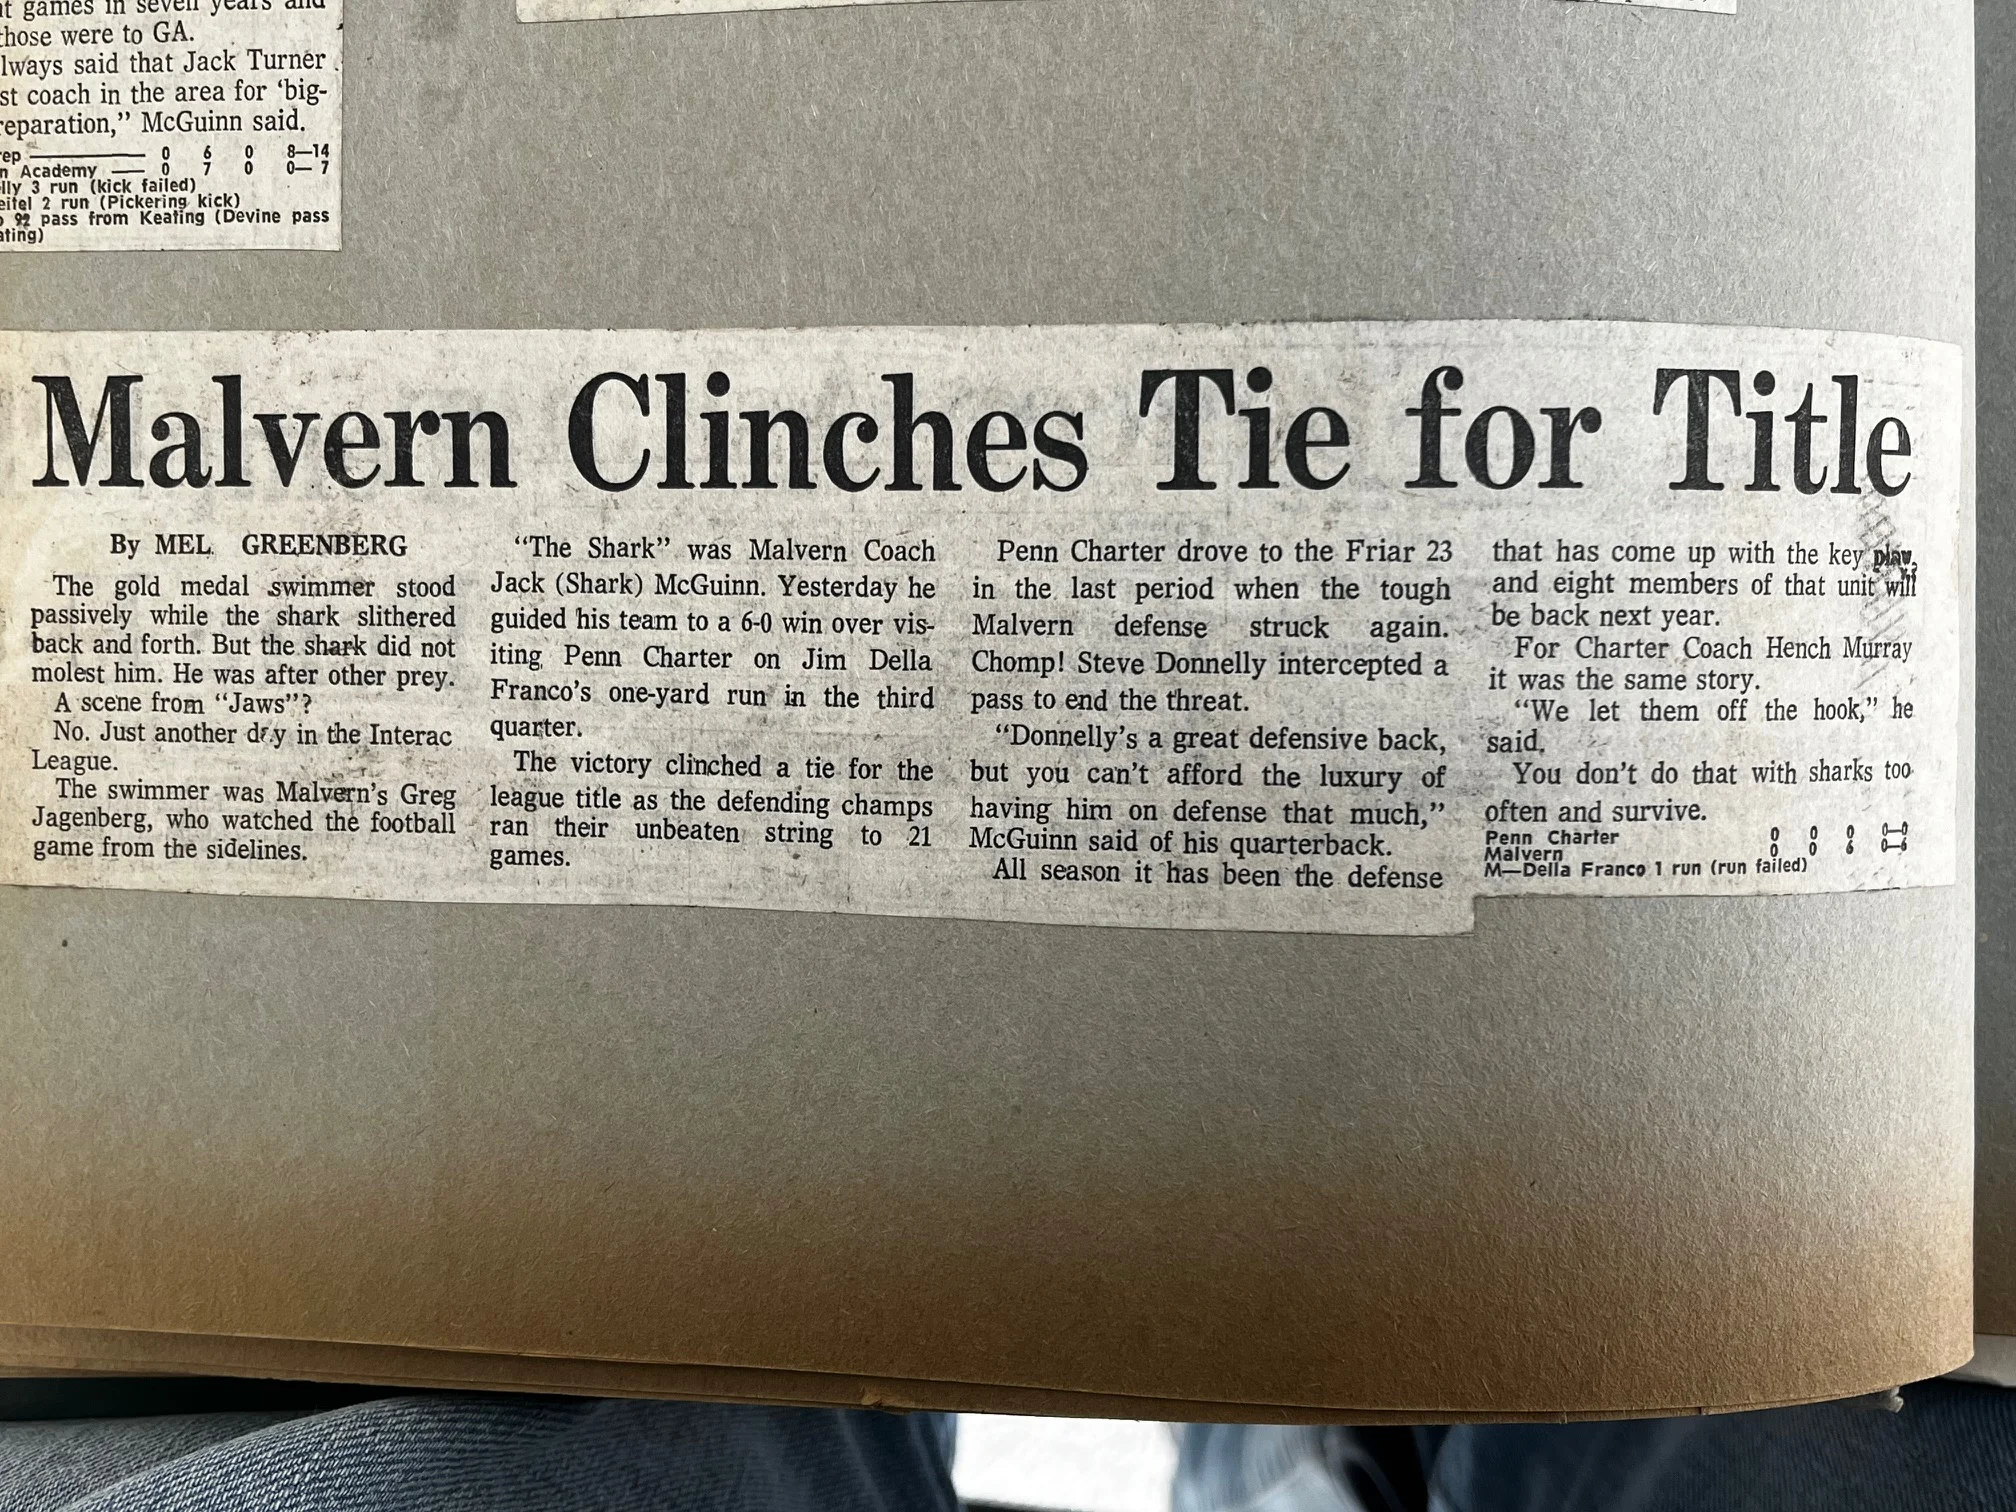 t games in seven years and
those were to GA.
lways said that Jack Turner
st coach in the area for ‘big-
reparation,” McGuinn said.
ep 0 6 0 8—14
n Academy 0 7 0 0— 7
lly 3 run (kick failed)
eitel 2 run (Pickering kick)
92 pass from Keating (Devine pass
ating)
Malvern Clinches Tie for Title
By MEL GREENBERG
The gold medal swimmer stood
passively while the shark slithered
back and forth. But the shark did not
molest him. He was after other prey.
A scene from “Jaws”?
No. Just another day in the Interac
League.
The swimmer was Malvern’s Greg
Jagenberg, who watched the football
game from the sidelines.
“The Shark” was Malvern Coach
Jack (Shark) McGuinn. Yesterday he
guided his team to a 6-0 win over vis-
iting Penn Charter on Jim Della
Franco’s one-yard run in the third
quarter.
The victory clinched a tie for the
league title as the defending champs
ran their unbeaten string to 21
games.
Penn Charter drove to the Friar 23
in the last period when the tough
Malvern defense struck again.
Chomp! Steve Donnelly intercepted a
pass to end the threat.
“Donnelly’s a great defensive back,
but you can’t afford the luxury of
having him on defense that much,”
McGuinn said of his quarterback.
All season it has been the defense
that has come up with the key play,
and eight members of that unit will
be back next year.
For Charter Coach Hench Murray
it was the same story.
“We let them off the hook,” he
said.
You don’t do that with sharks too
often and survive.
Penn Charter 0 0 0 0—0
Malvern 0 0 6 0—6
M—Della Franco 1 run (run failed)